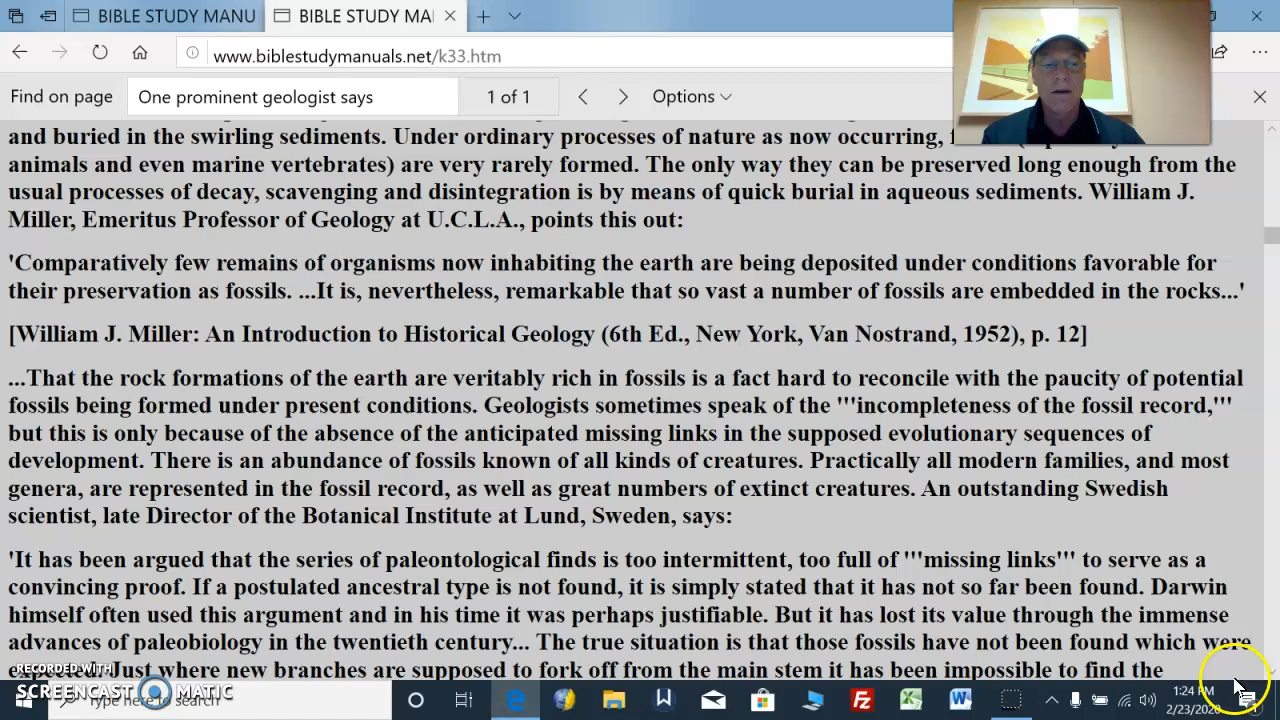 BIBLE STUDY MANU
BIBLE STUDY MA
www.biblestudymanuals.net/k33.htm
Find on page
One prominent geologist says
1 of 1
Options
and buried in the swirling sediments. Under ordinary processes of nature as now occurring,
animals and even marine vertebrates) are very rarely formed. The only way they can be preserved long enough from the
usual processes of decay, scavenging and disintegration is by means of quick burial in aqueous sediments. William J.
Miller, Emeritus Professor of Geology at U.C.L.A., points this out:
'Comparatively few remains of organisms now inhabiting the earth are being deposited under conditions favorable for
their preservation as fossils. ...It is, nevertheless, remarkable that so vast a number of fossils are embedded in the rocks...'
[William J. Miller: An Introduction to Historical Geology (6th Ed., New York, Van Nostrand, 1952), p. 12]
...That the rock formations of the earth are veritably rich in fossils is a fact hard to reconcile with the paucity of potential
fossils being formed under present conditions. Geologists sometimes speak of the '''incompleteness of the fossil record,'''
but this is only because of the absence of the anticipated missing links in the supposed evolutionary sequences of
development. There is an abundance of fossils known of all kinds of creatures. Practically all modern families, and most
genera, are represented in the fossil record, as well as great numbers of extinct creatures. An outstanding Swedish
scientist, late Director of the Botanical Institute at Lund, Sweden, says:
'It has been argued that the series of paleontological finds is too intermittent, too full of '''missing links''' to serve as a
convincing proof. If a postulated ancestral type is not found, it is simply stated that it has not so far been found. Darwin
himself often used this argument and in his time it was perhaps justifiable. But it has lost its value through the immense
advances of paleobiology in the twentieth century... The true situation is that those fossils have not been found which were
Just where new branches are supposed to fork off from the main stem it has been impossible to find the
RECORDED WITH
SCREENCAST MATIC
here to search
1:24 PM
2/23/2020